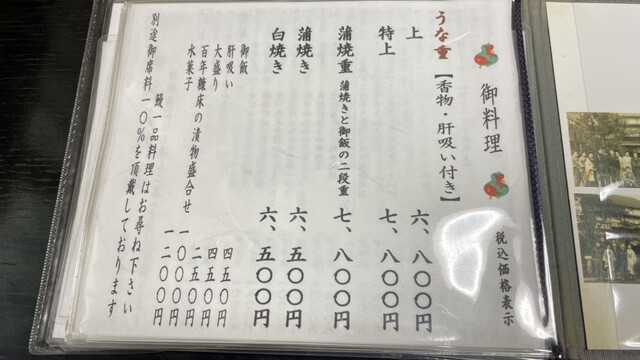 御料理
税込価格表示
うな重【香物・肝吸い付き】
上 六、八〇〇円
特上 七、八〇〇円
蒲焼重 蒲焼きと御飯の二段重 七、八〇〇円
蒲焼き 六、五〇〇円
白焼き 六、五〇〇円
御飯 四五〇円
肝吸い 四五〇円
大盛り 二五〇円
百年糠床の漬物盛合せ 一〇〇〇円
水菓子 一二〇〇円
鰻一品料理はお尋ね下さい
別途御席料一〇%を頂戴しております